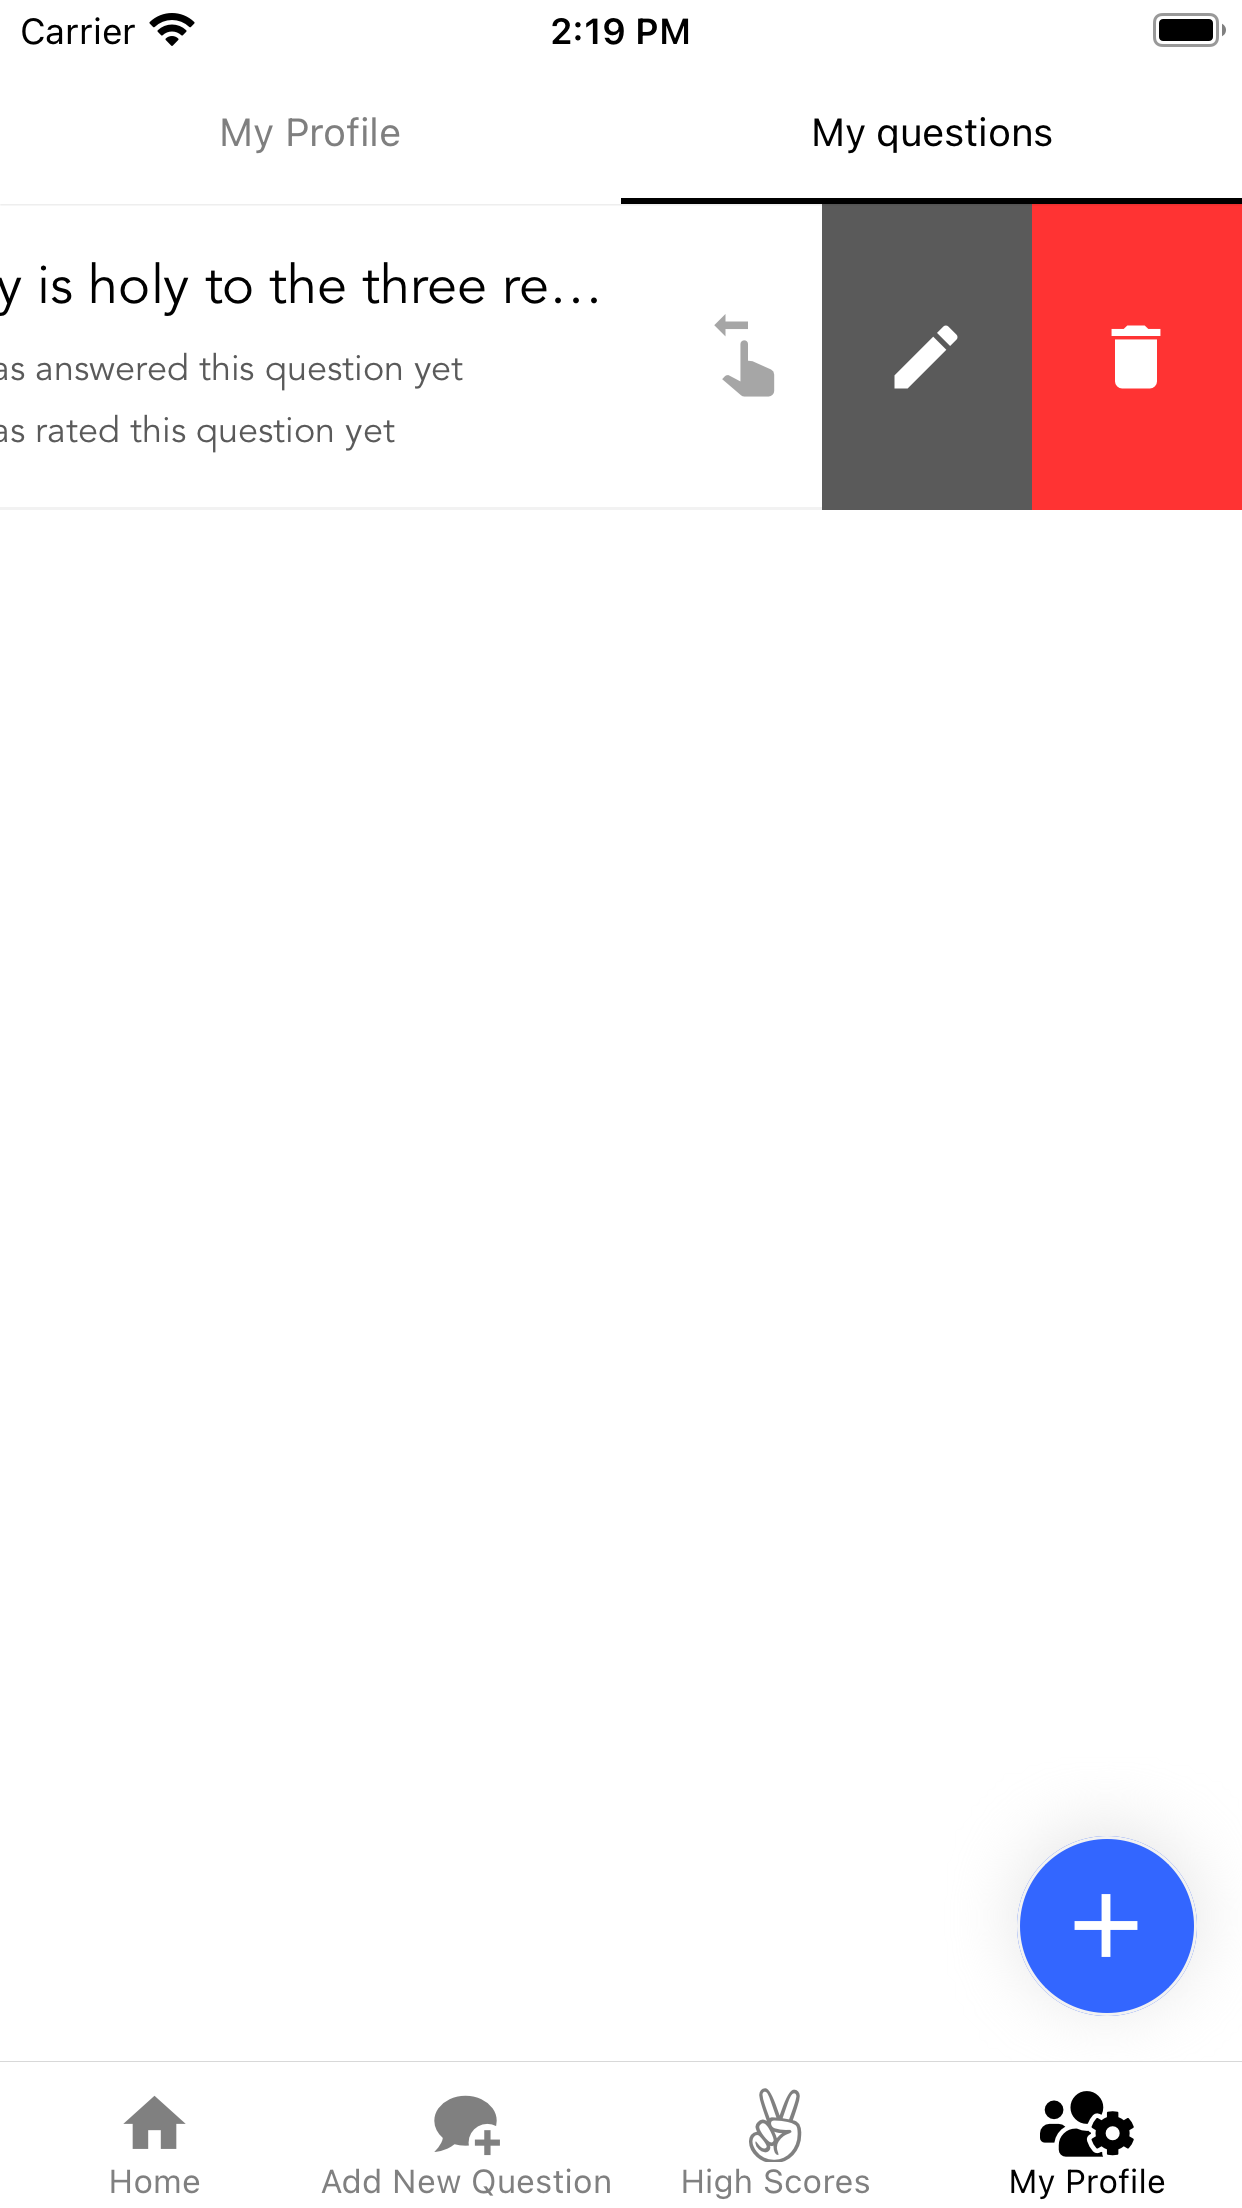 Carrier 2:19 PM
My Profile My questions
y is holy to the three re...
as answered this question yet
as rated this question yet
Home Add New Question High Scores My Profile